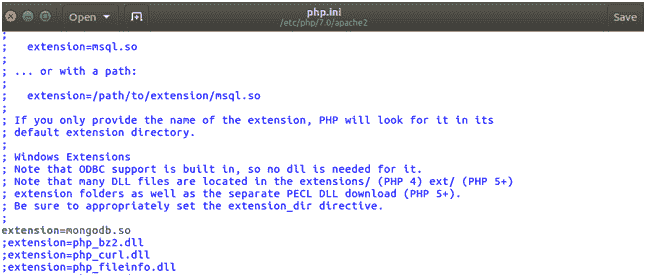 Open
php.ini
/etc/php/7.0/apache2
Save
;
;   extension=msql.so
;
; ... or with a path:
;
;   extension=/path/to/extension/msql.so
;
; If you only provide the name of the extension, PHP will look for it in its
; default extension directory.
;
; Windows Extensions
; Note that ODBC support is built in, so no dll is needed for it.
; Note that many DLL files are located in the extensions/ (PHP 4) ext/ (PHP 5+)
; extension folders as well as the separate PECL DLL download (PHP 5+).
; Be sure to appropriately set the extension_dir directive.
;
extension=mongodb.so
;extension=php_bz2.dll
;extension=php_curl.dll
;extension=php_fileinfo.dll